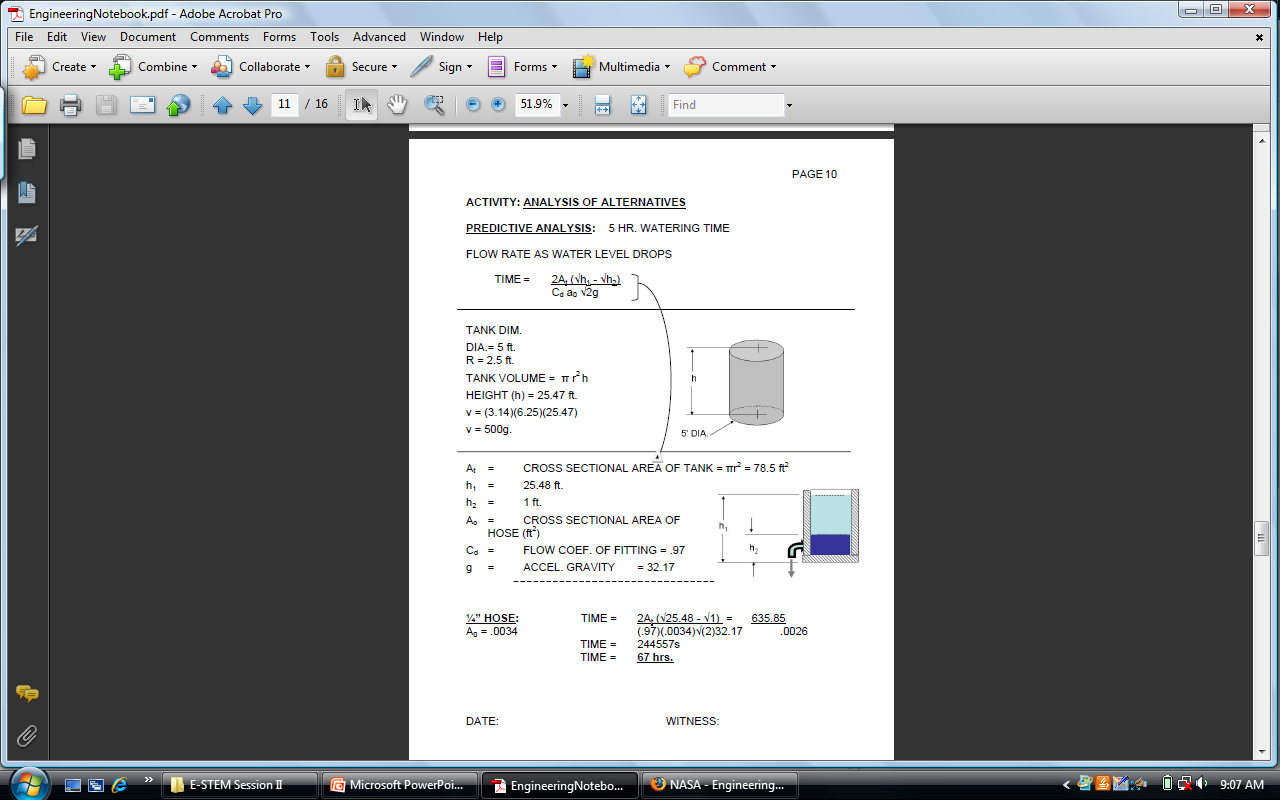 EngineeringNotebook.pdf - Adobe Acrobat Pro
File Edit View Document Comments Forms Tools Advanced Window Help
Create Combine Collaborate Secure Sign Forms Multimedia Comment
11 / 16 51.9% Find
PAGE 10
ACTIVITY: ANALYSIS OF ALTERNATIVES
PREDICTIVE ANALYSIS: 5 HR. WATERING TIME
FLOW RATE AS WATER LEVEL DROPS
TIME = 2At (√h1 - √h2)
Cd a0 √2g
TANK DIM.
DIA.= 5 ft.
R = 2.5 ft.
TANK VOLUME = π r² h
HEIGHT (h) = 25.47 ft.
v = (3.14)(6.25)(25.47)
v = 500g.
h
5' DIA.
At = CROSS SECTIONAL AREA OF TANK = πr² = 78.5 ft²
h1 = 25.48 ft.
h2 = 1 ft.
Ao = CROSS SECTIONAL AREA OF
HOSE (ft²)
Cd = FLOW COEF. OF FITTING = .97
g = ACCEL. GRAVITY = 32.17
h1
h2
¼" HOSE: TIME = 2At (√25.48 - √1) = 635.85
A0 = .0034 (.97)(.0034)√(2)32.17 .0026
TIME = 244557s
TIME = 67 hrs.
DATE: WITNESS:
E-STEM Session II Microsoft PowerPoi... EngineeringNotebo... NASA - Engineering... 9:07 AM